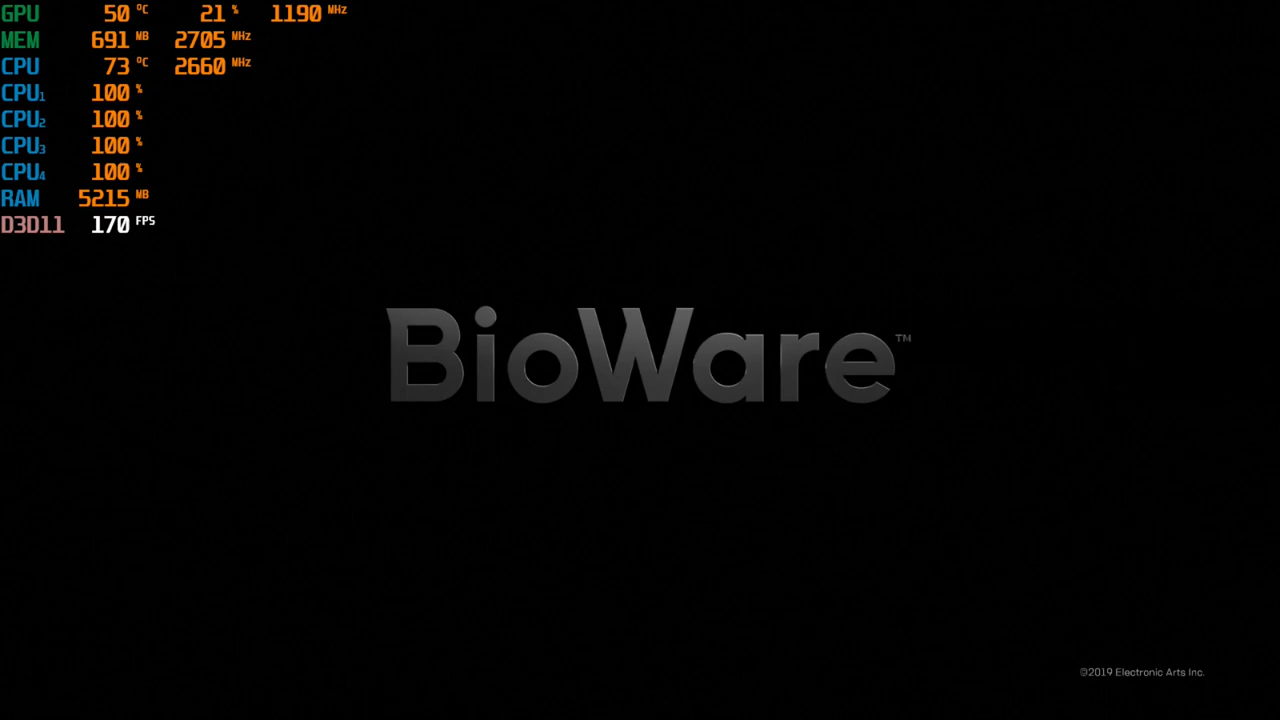 GPU 50 °C 21 % 1190 MHz
MEM 691 MB 2705 MHz
CPU 73 °C 2660 MHz
CPU1 100 %
CPU2 100 %
CPU3 100 %
CPU4 100 %
RAM 5215 MB
D3D11 170 FPS
BioWare™
©2019 Electronic Arts Inc.